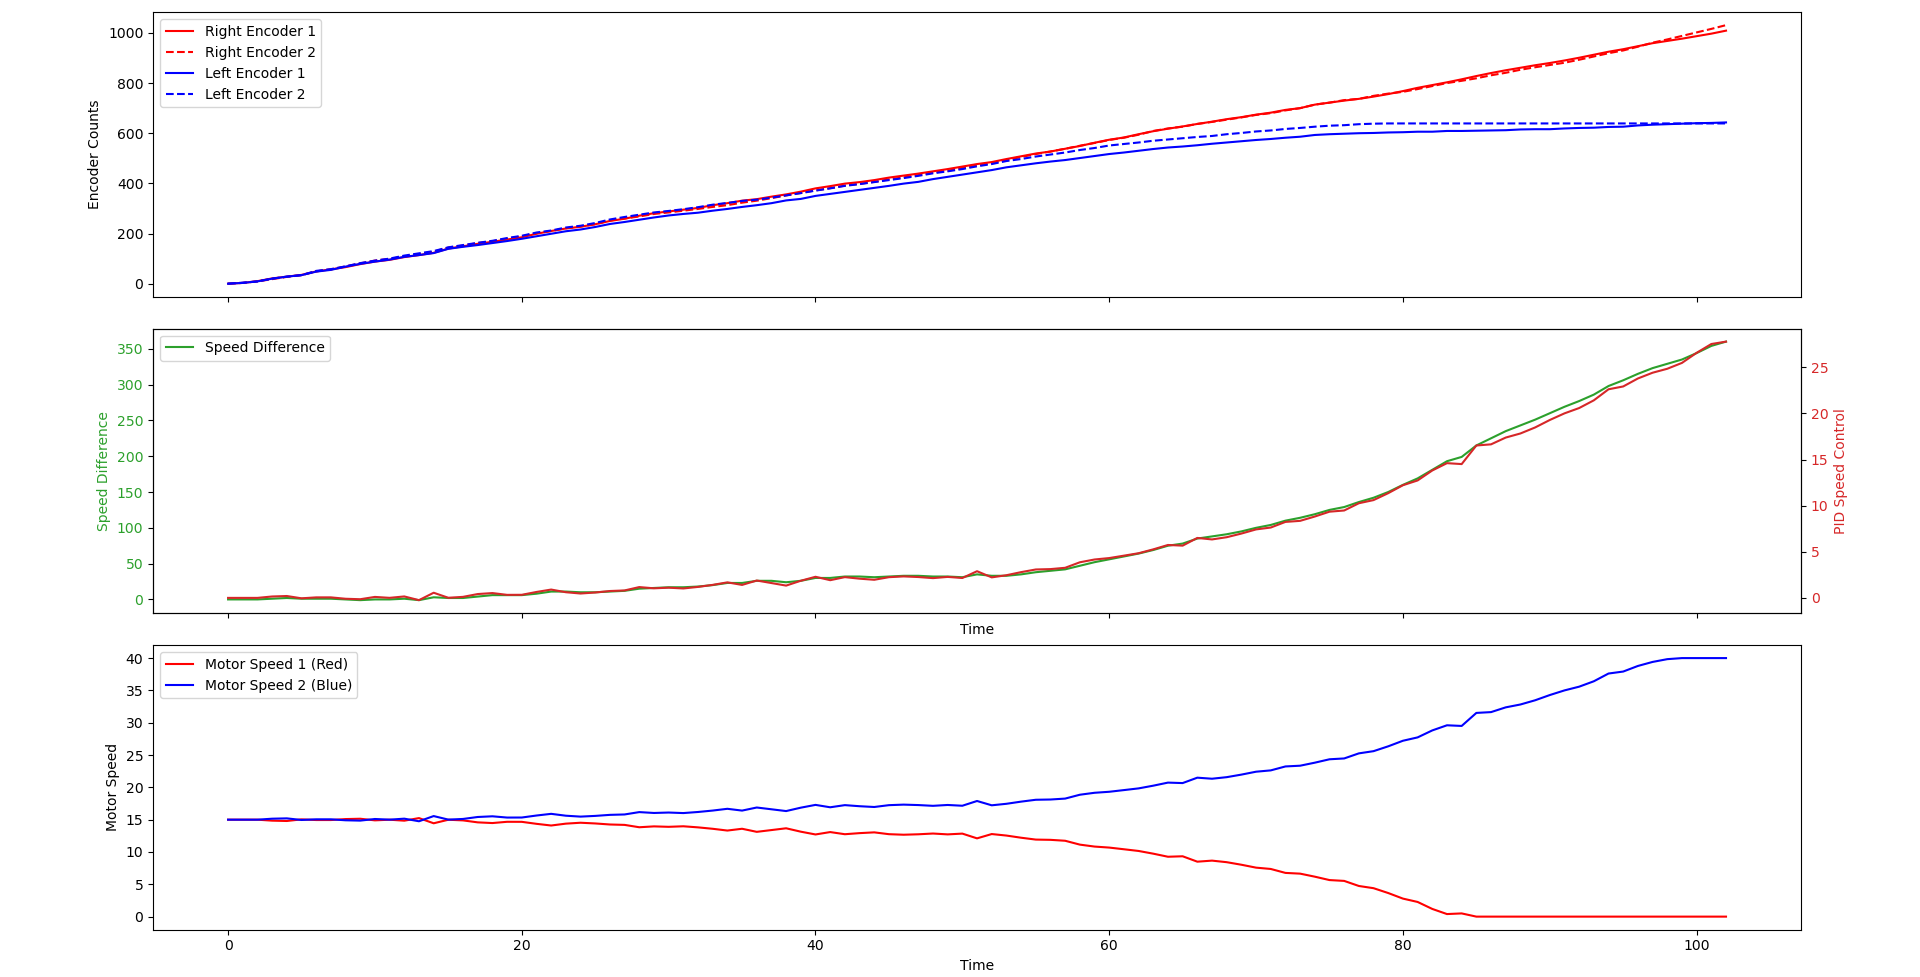 Right Encoder 1
Right Encoder 2
Left Encoder 1
Left Encoder 2
Encoder Counts
1000
800
600
400
200
0
Speed Difference
Speed Difference
350
300
250
200
150
100
50
0
25
20
15
10
5
0
PID Speed Control
Time
Motor Speed 1 (Red)
Motor Speed 2 (Blue)
Motor Speed
40
35
30
25
20
15
10
5
0
0 20 40 60 80 100
Time